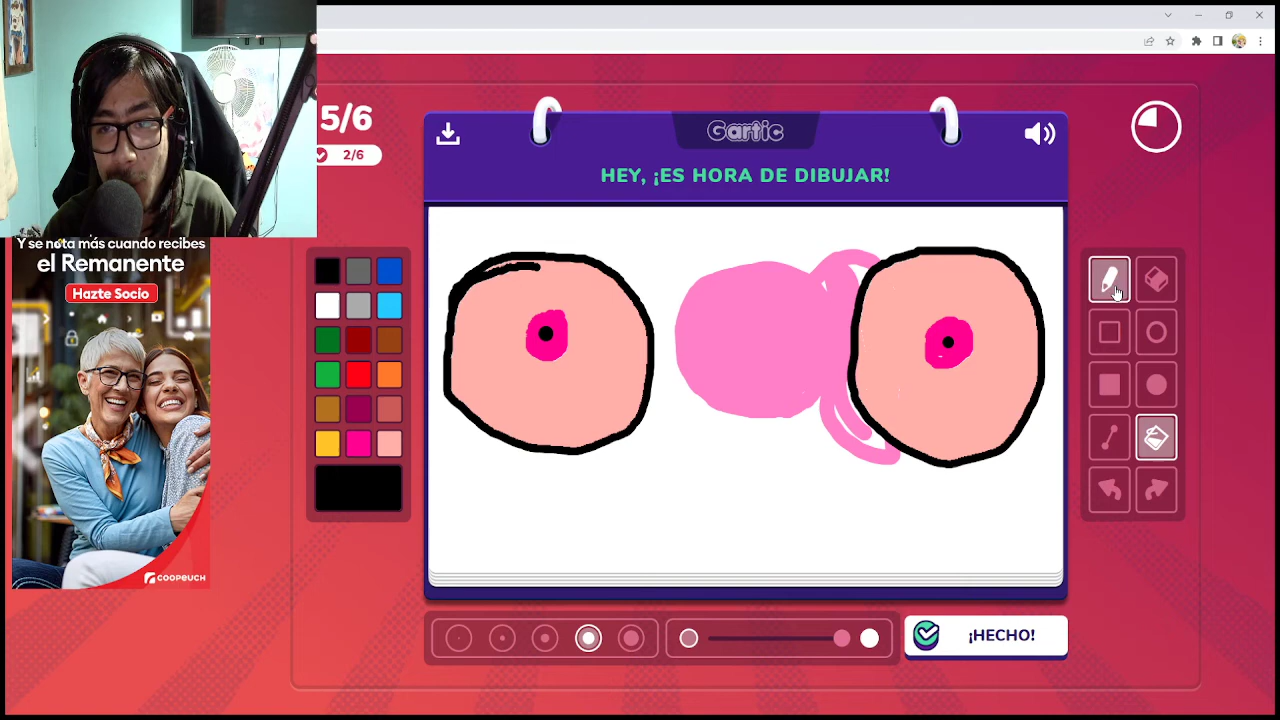 5/6
2/6
Gartic
HEY, ¡ES HORA DE DIBUJAR!
Y se nota más cuando recibes
el Remanente
Hazte Socio
COOPEUCH
¡HECHO!